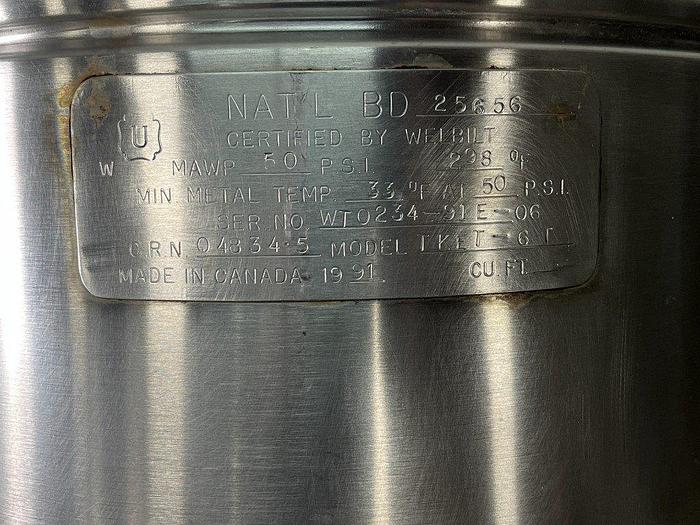 NAT'L BD 25656
U
CERTIFIED BY WELBILT
W MAWP 50 P.S.I. 298 °F
MIN METAL TEMP 33 °F AT 50 P.S.I.
SER NO. WT0234-91E-06
C.R.N. 04834.5 MODEL TKET-6T
MADE IN CANADA 1991. CU.FT.